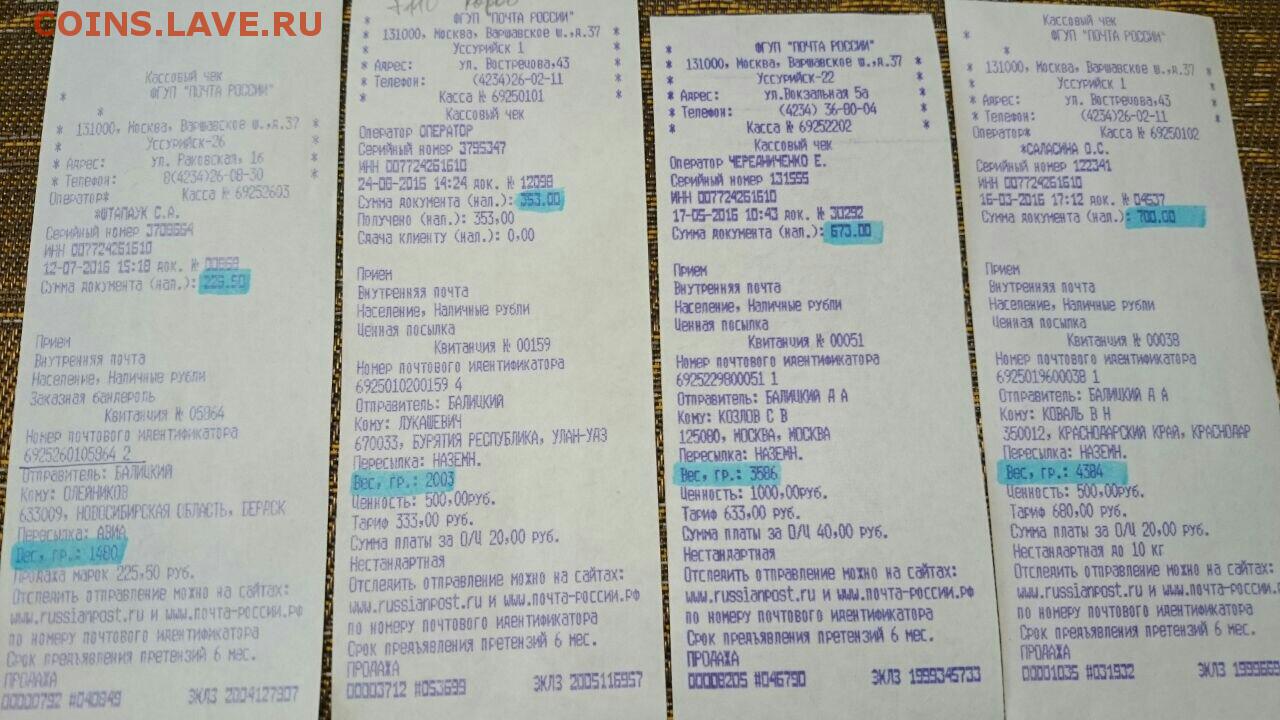 COINS.LAVE.RU
Кассовый чек
ФГУП "ПОЧТА РОССИИ"
*
* 131000, Москва, Варшавское ш.,д.37 *
* Уссурийск-26 *
* Адрес: ул. Раковская, 16 *
* Телефон: 8(4234)26-08-30 *
Оператор* Касса № 69252603
*ШТАПАУК С.А.
Серийный номер 3709664
ИНН 007724261610
12-07-2016 15:18 док. №
Сумма документа (нал.): 225.50
Прием
Внутренняя почта
Население, Наличные рубли
Заказная бандероль
Квитанция № 05964
Номер почтового идентификатора
6925260105964 2
Отправитель: БАЛИЦКИЙ
Кому: ОЛЕЙНИКОВ
633009, НОВОСИБИРСКАЯ ОБЛАСТЬ, БЕРДСК
Пересылка: АВИА
Вес, гр.: 1480
Продажа марок 225,50 руб.
Отследить отправление можно на сайтах:
www.russianpost.ru и www.почта-россии.рф
по номеру почтового идентификатора
Срок предъявления претензий 6 мес.
ПРОДАЖА
00000792 #040849 ЭКЛЗ 2004127907
* ФГУП "ПОЧТА РОССИИ"
* 131000, Москва, Варшавское ш.,д.37 *
* Уссурийск 1 *
* Адрес: ул. Вострецова,43 *
* Телефон: (4234)26-02-11 *
* Касса № 69250101 *
Кассовый чек
Оператор ОПЕРАТОР
Серийный номер 3795347
ИНН 007724261610
24-08-2016 14:24 док. № 12098
Сумма документа (нал.): 353.00
Получено (нал.): 353,00
Сдача клиенту (нал.): 0,00
Прием
Внутренняя почта
Население, Наличные рубли
Ценная посылка
Квитанция № 00159
Номер почтового идентификатора
6925010200159 4
Отправитель: БАЛИЦКИЙ
Кому: ЛУКАШЕВИЧ
670033, БУРЯТИЯ РЕСПУБЛИКА, УЛАН-УДЭ
Пересылка: НАЗЕМН.
Вес, гр.: 2003
Ценность: 500,00руб.
Тариф 333,00 руб.
Сумма платы за О/Ц 20,00 руб.
Нестандартная
Отследить отправление можно на сайтах:
www.russianpost.ru и www.почта-россии.рф
по номеру почтового идентификатора
Срок предъявления претензий 6 мес.
ПРОДАЖА
00003712 #053699 ЭКЛЗ 2005116957
* ФГУП "ПОЧТА РОССИИ" *
* 131000, Москва, Варшавское ш.,д.37 *
* Уссурийск-22 *
* Адрес: ул.Вокзальная 5а *
* Телефон: (4234) 36-80-04 *
* Касса № 69252202 *
Кассовый чек
Оператор ЧЕРЕДНИЧЕНКО Е.
Серийный номер 131555
ИНН 007724261610
17-05-2016 10:43 док. № 30292
Сумма документа (нал.): 673.00
Прием
Внутренняя почта
Население, Наличные рубли
Ценная посылка
Квитанция № 00051
Номер почтового идентификатора
6925229800051 1
Отправитель: БАЛИЦКИЙ Д А
Кому: КОЗЛОВ С В
125080, МОСКВА, МОСКВА
Пересылка: НАЗЕМН.
Вес, гр.: 3586
Ценность: 1000,00руб.
Тариф 633,00 руб.
Сумма платы за О/Ц 40,00 руб.
Нестандартная
Отследить отправление можно на сайтах:
www.russianpost.ru и www.почта-россии.рф
по номеру почтового идентификатора
Срок предъявления претензий 6 мес.
ПРОДАЖА
00008205 #046790 ЭКЛЗ 1999345733
Кассовый чек
* ФГУП "ПОЧТА РОССИИ"
* 131000, Москва, Варшавское ш.,д.37 *
* Уссурийск 1 *
* Адрес: ул. Вострецова,43 *
* Телефон: (4234)26-02-11 *
Оператор* Касса № 69250102
*САЛАСИНА О.С.
Серийный номер 122341
ИНН 007724261610
16-03-2016 17:12 док. № 04537
Сумма документа (нал.): 700.00
Прием
Внутренняя почта
Население, Наличные рубли
Ценная посылка
Квитанция № 00038
Номер почтового идентификатора
6925019600038 1
Отправитель: БАЛИЦКИЙ Д А
Кому: КОВАЛЬ В Н
350012, КРАСНОДАРСКИЙ КРАЙ, КРАСНОДАР
Пересылка: НАЗЕМН.
Вес, гр.: 4384
Ценность: 500,00руб.
Тариф 680,00 руб.
Сумма платы за О/Ц 20,00 руб.
Нестандартная до 10 кг
Отследить отправление можно на сайтах:
www.russianpost.ru и www.почта-россии.рф
по номеру почтового идентификатора
Срок предъявления претензий 6 мес.
ПРОДАЖА
00001035 #031932 ЭКЛЗ